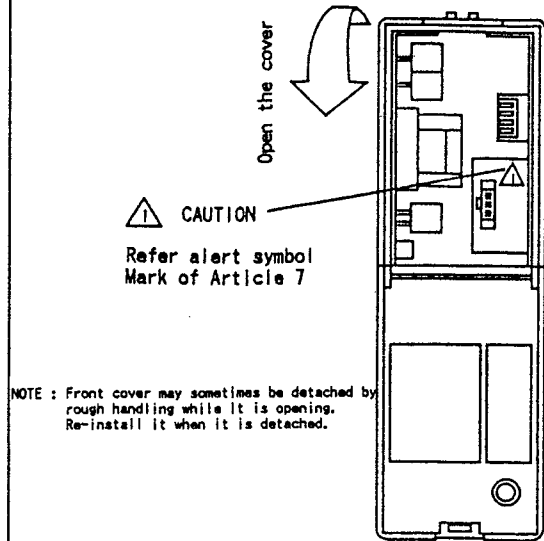 Open the cover
⚠ CAUTION
Refer alert symbol
Mark of Article 7
NOTE : Front cover may sometimes be detached by
rough handling while it is opening.
Re-install it when it is detached.